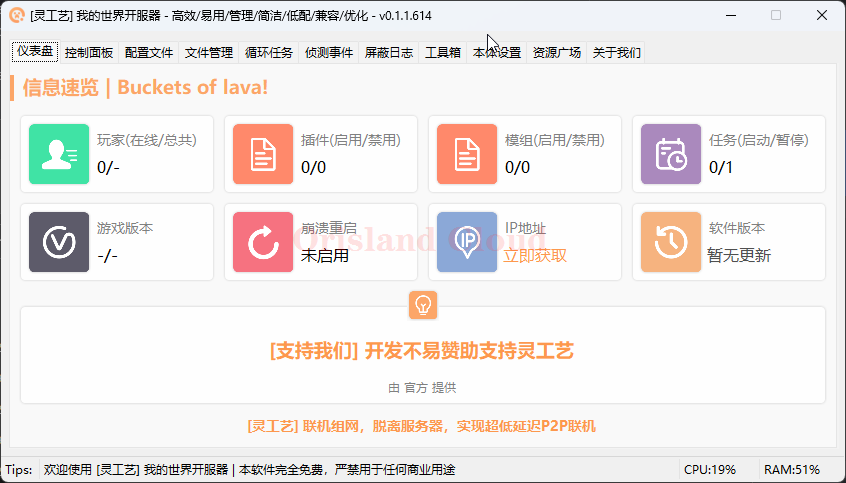 [灵工艺] 我的世界开服器 - 高效/易用/管理/简洁/低配/兼容/优化 - v0.1.1.614
仪表盘 控制面板 配置文件 文件管理 循环任务 侦测事件 屏蔽日志 工具箱 本体设置 资源广场 关于我们
信息速览 | Buckets of lava!
玩家(在线/总共) 插件(启用/禁用) 模组(启用/禁用) 任务(启动/暂停)
0/- 0/0 0/0 0/1
游戏版本 崩溃重启 IP地址 软件版本
-/- 未启用 立即获取 暂无更新
IP
Orisland Cloud
[支持我们] 开发不易赞助支持灵工艺
由 官方 提供
[灵工艺] 联机组网，脱离服务器，实现超低延迟P2P联机
Tips: 欢迎使用 [灵工艺] 我的世界开服器 | 本软件完全免费，严禁用于任何商业用途 CPU:19% RAM:51%